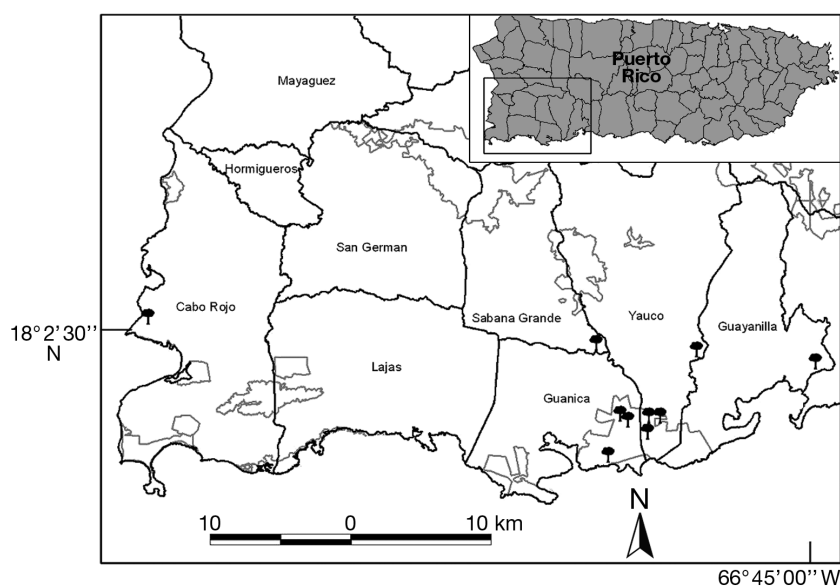 Puerto
Rico
Mayaguez
Hormigueros
San German
Cabo Rojo
Sabana Grande
Yauco
Guayanilla
18°2'30''
N
Lajas
Guanica
N
10 0 10 km
66°45'00''W